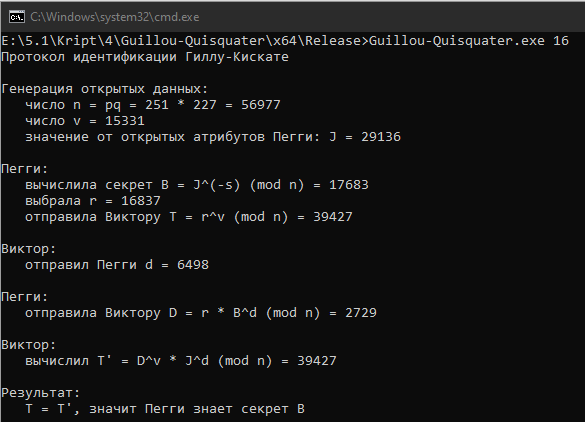 C:\Windows\system32\cmd.exe
E:\5.1\Kript\4\Guillou-Quisquater\x64\Release>Guillou-Quisquater.exe 16
Протокол идентификации Гиллу-Кискате
Генерация открытых данных:
число n = pq = 251 * 227 = 56977
число v = 15331
значение от открытых атрибутов Пегги: J = 29136
Пегги:
вычислила секрет B = J^(-s) (mod n) = 17683
выбрала r = 16837
отправила Виктору T = r^v (mod n) = 39427
Виктор:
отправил Пегги d = 6498
Пегги:
отправила Виктору D = r * B^d (mod n) = 2729
Виктор:
вычислил T' = D^v * J^d (mod n) = 39427
Результат:
T = T', значит Пегги знает секрет B